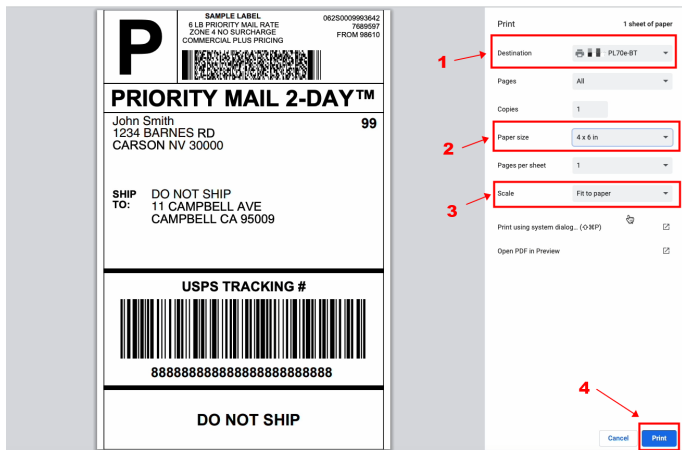 P
SAMPLE LABEL
6 LB PRIORITY MAIL RATE
ZONE 4 NO SURCHARGE
COMMERCIAL PLUS PRICING
062S0009993642
7689597
FROM 98610
PRIORITY MAIL 2-DAY™
John Smith
1234 BARNES RD
CARSON NV 30000
99
SHIP TO:
DO NOT SHIP
11 CAMPBELL AVE
CAMPBELL CA 95009
USPS TRACKING #
888888888888888888888888
DO NOT SHIP
Print 1 sheet of paper
1
Destination PL70e-BT
Pages All
Copies 1
2
Paper size 4 x 6 in
Pages per sheet 1
3
Scale Fit to paper
Print using system dialog... (⇧⌘P)
Open PDF in Preview
4
Cancel Print